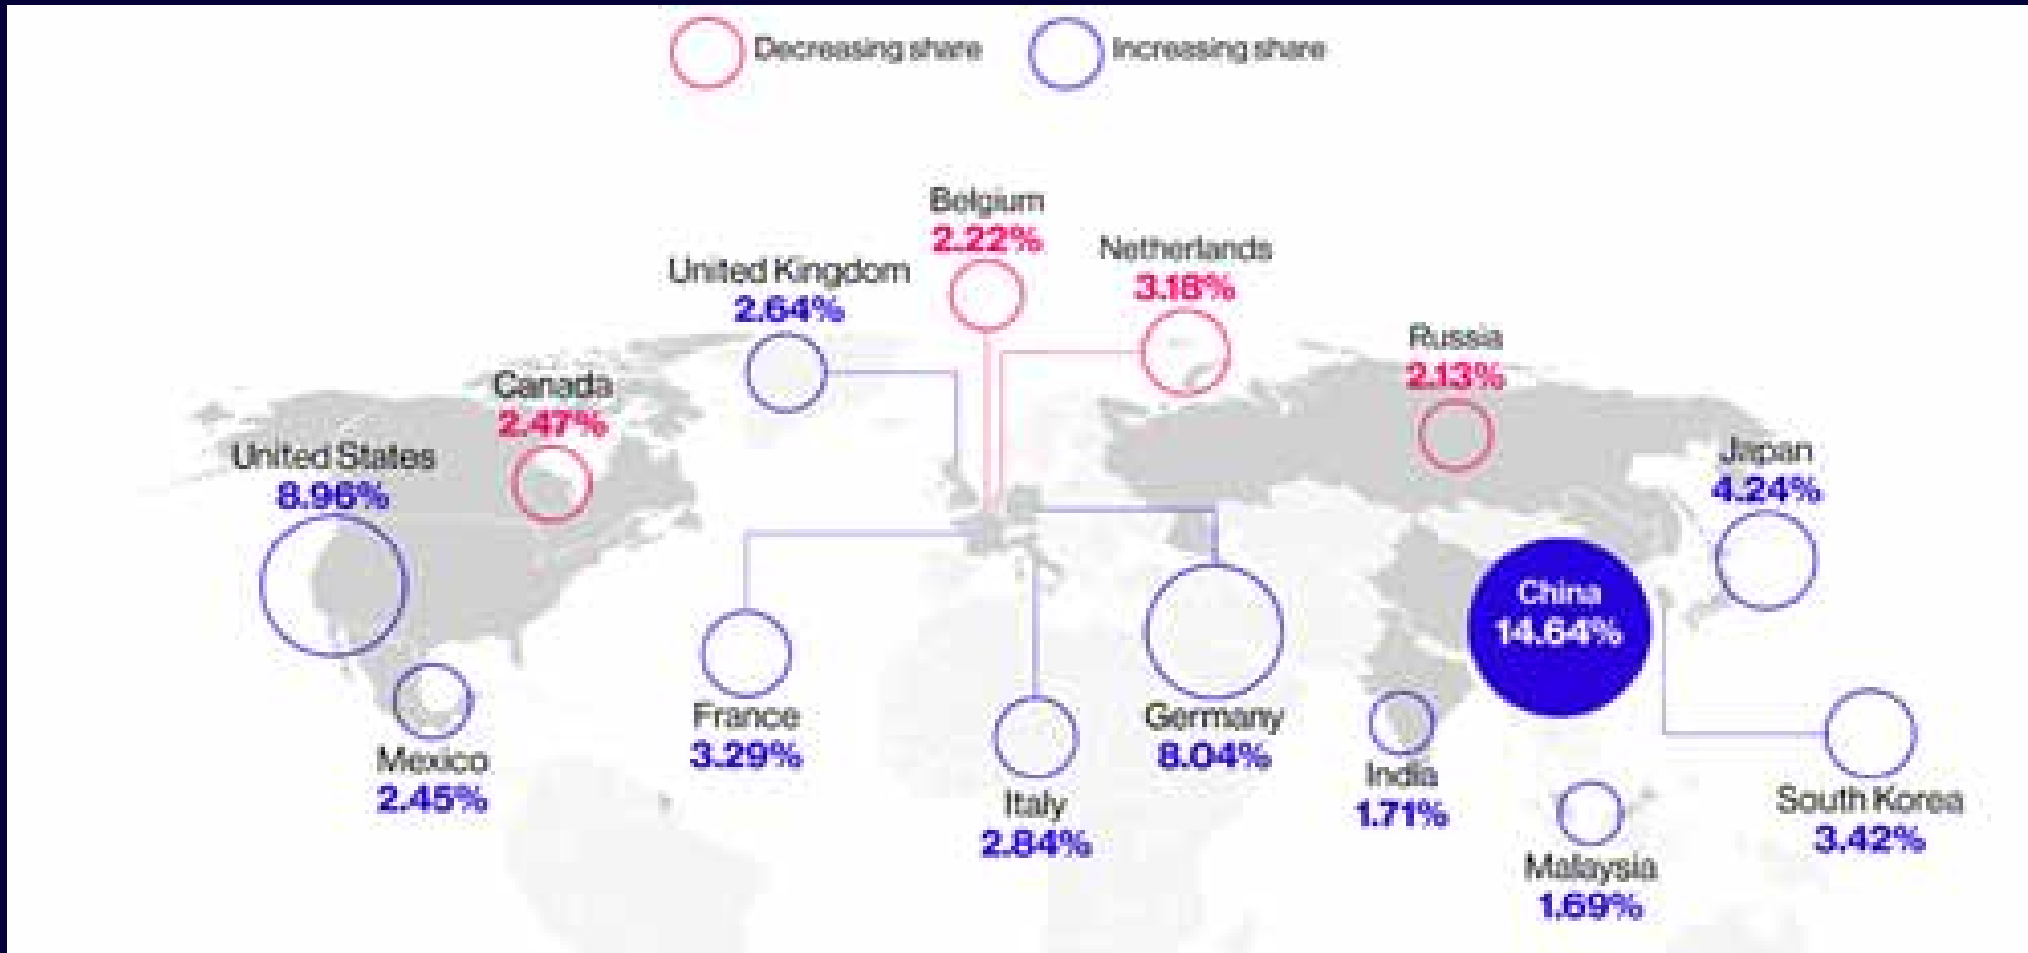 Decreasing share
Increasing share
Belgium
2.22%
Netherlands
3.18%
United Kingdom
2.64%
Russia
2.13%
Canada
2.47%
United States
8.96%
Japan
4.24%
China
14.64%
France
3.29%
Germany
8.04%
Mexico
2.45%
India
1.71%
Italy
2.84%
South Korea
3.42%
Malaysia
1.69%